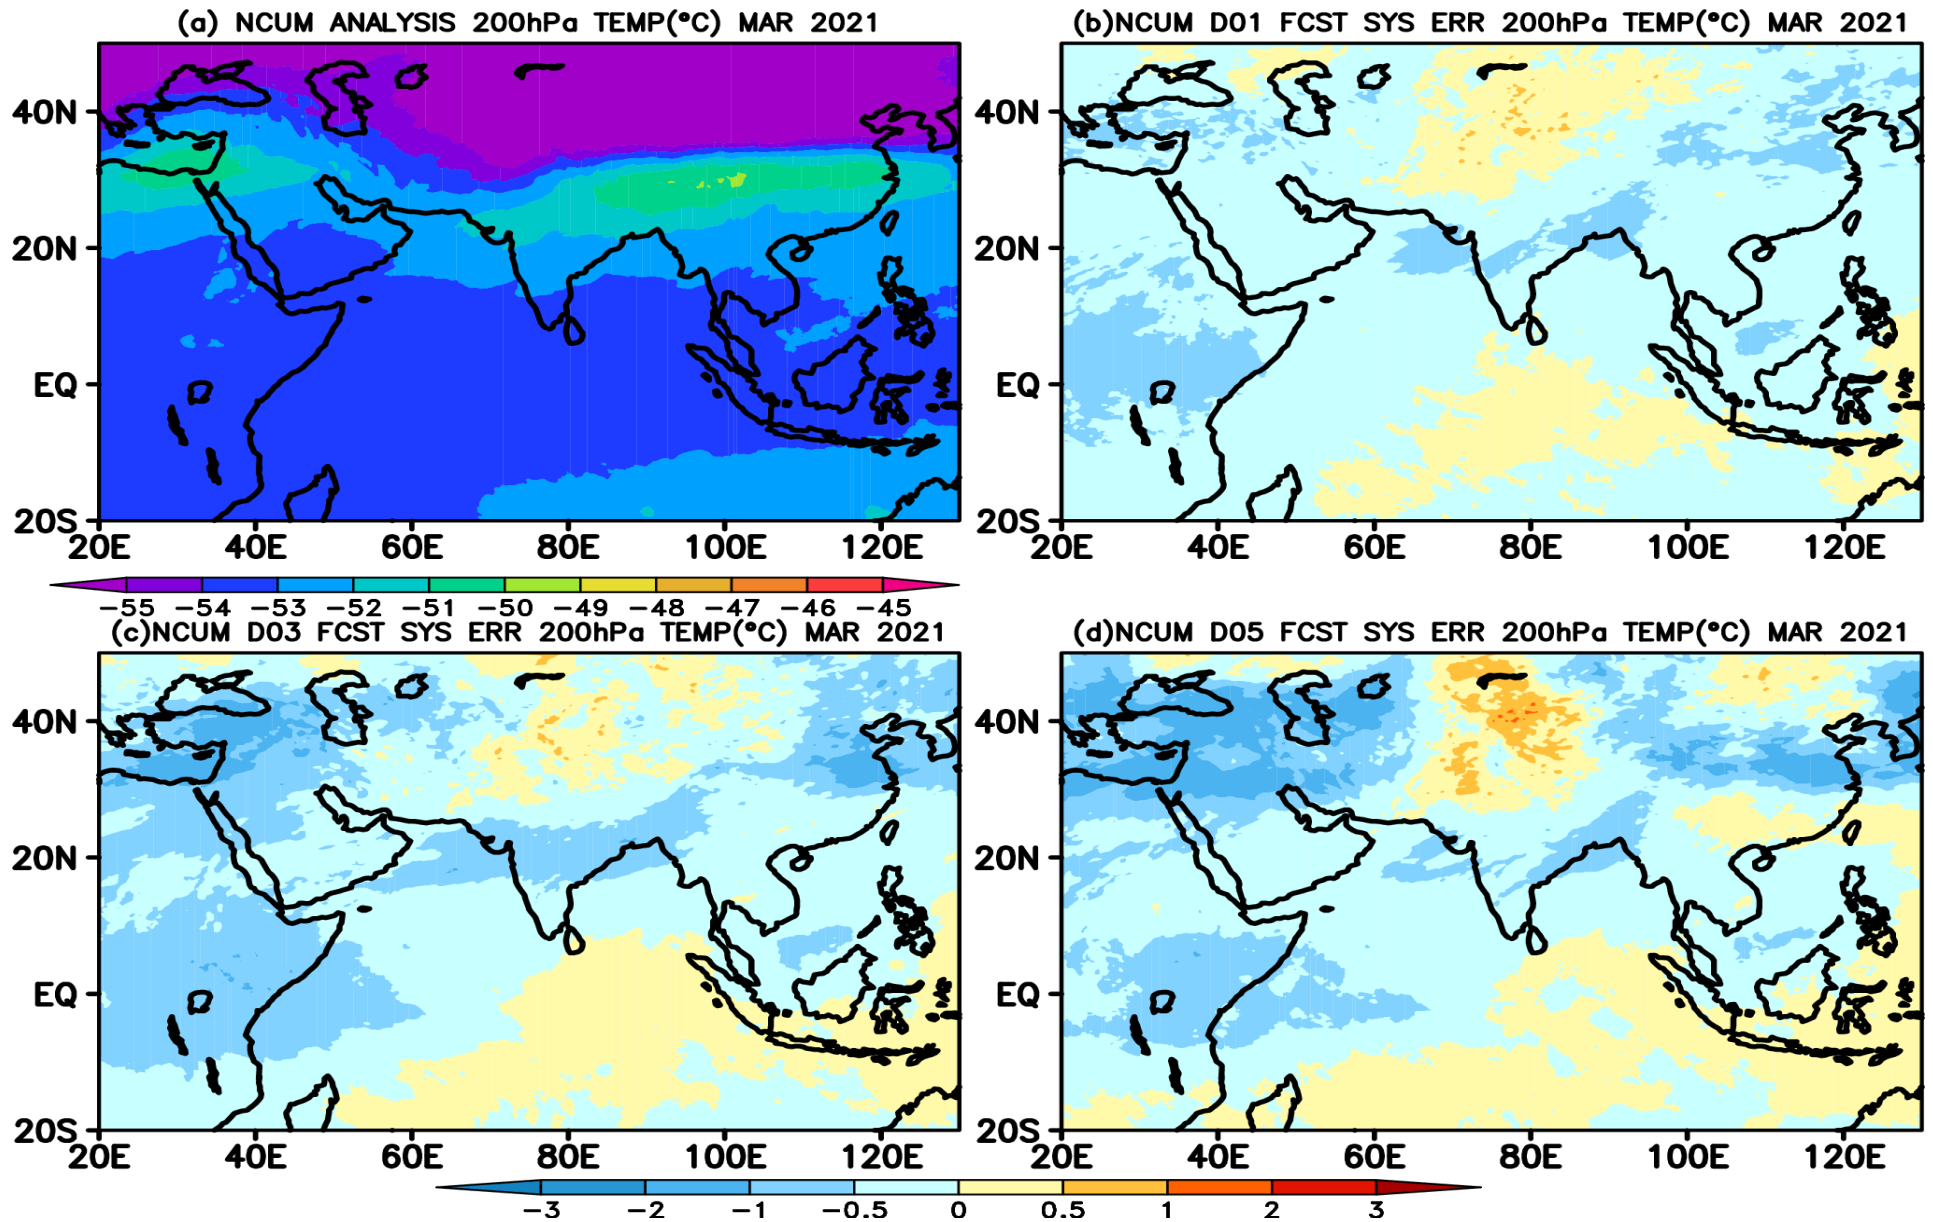 (a) NCUM ANALYSIS 200hPa TEMP(°C) MAR 2021
(b)NCUM D01 FCST SYS ERR 200hPa TEMP(°C) MAR 2021
40N
20N
EQ
20S
20E 40E 60E 80E 100E 120E
40N
20N
EQ
20S
20E 40E 60E 80E 100E 120E
−55 −54 −53 −52 −51 −50 −49 −48 −47 −46 −45
(c)NCUM D03 FCST SYS ERR 200hPa TEMP(°C) MAR 2021
(d)NCUM D05 FCST SYS ERR 200hPa TEMP(°C) MAR 2021
40N
20N
EQ
20S
20E 40E 60E 80E 100E 120E
40N
20N
EQ
20S
20E 40E 60E 80E 100E 120E
−3 −2 −1 −0.5 0 0.5 1 2 3